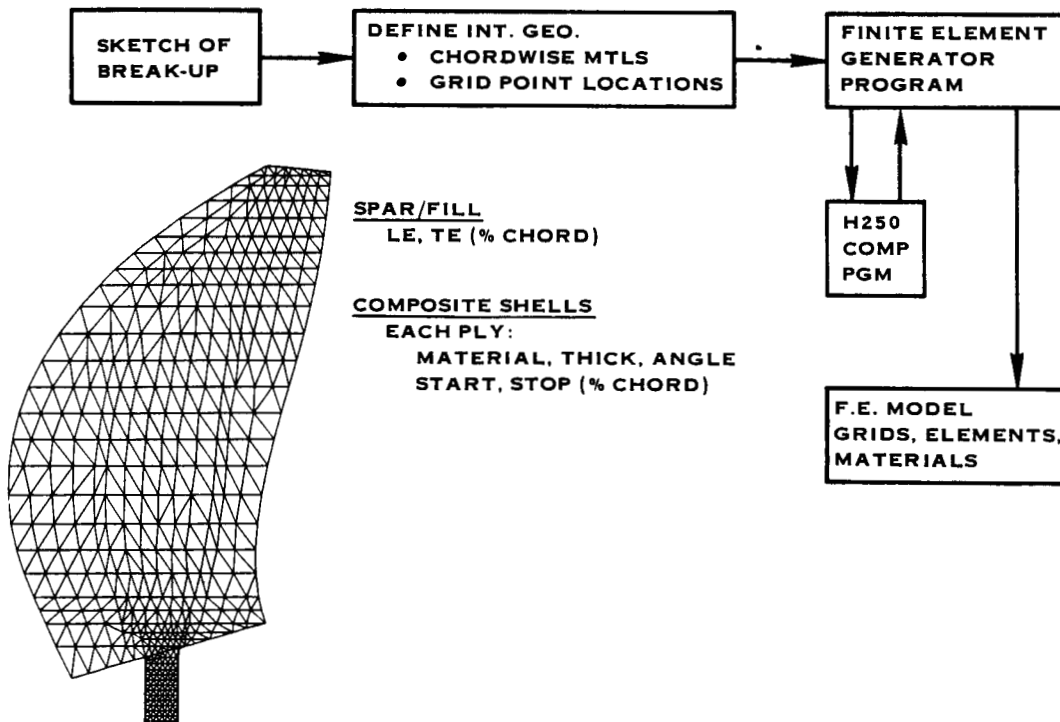 SKETCH OF
BREAK-UP
DEFINE INT. GEO.
• CHORDWISE MTLS
• GRID POINT LOCATIONS
FINITE ELEMENT
GENERATOR
PROGRAM
H250
COMP
PGM
SPAR/FILL
LE, TE (% CHORD)
COMPOSITE SHELLS
EACH PLY:
MATERIAL, THICK, ANGLE
START, STOP (% CHORD)
F.E. MODEL
GRIDS, ELEMENTS,
MATERIALS